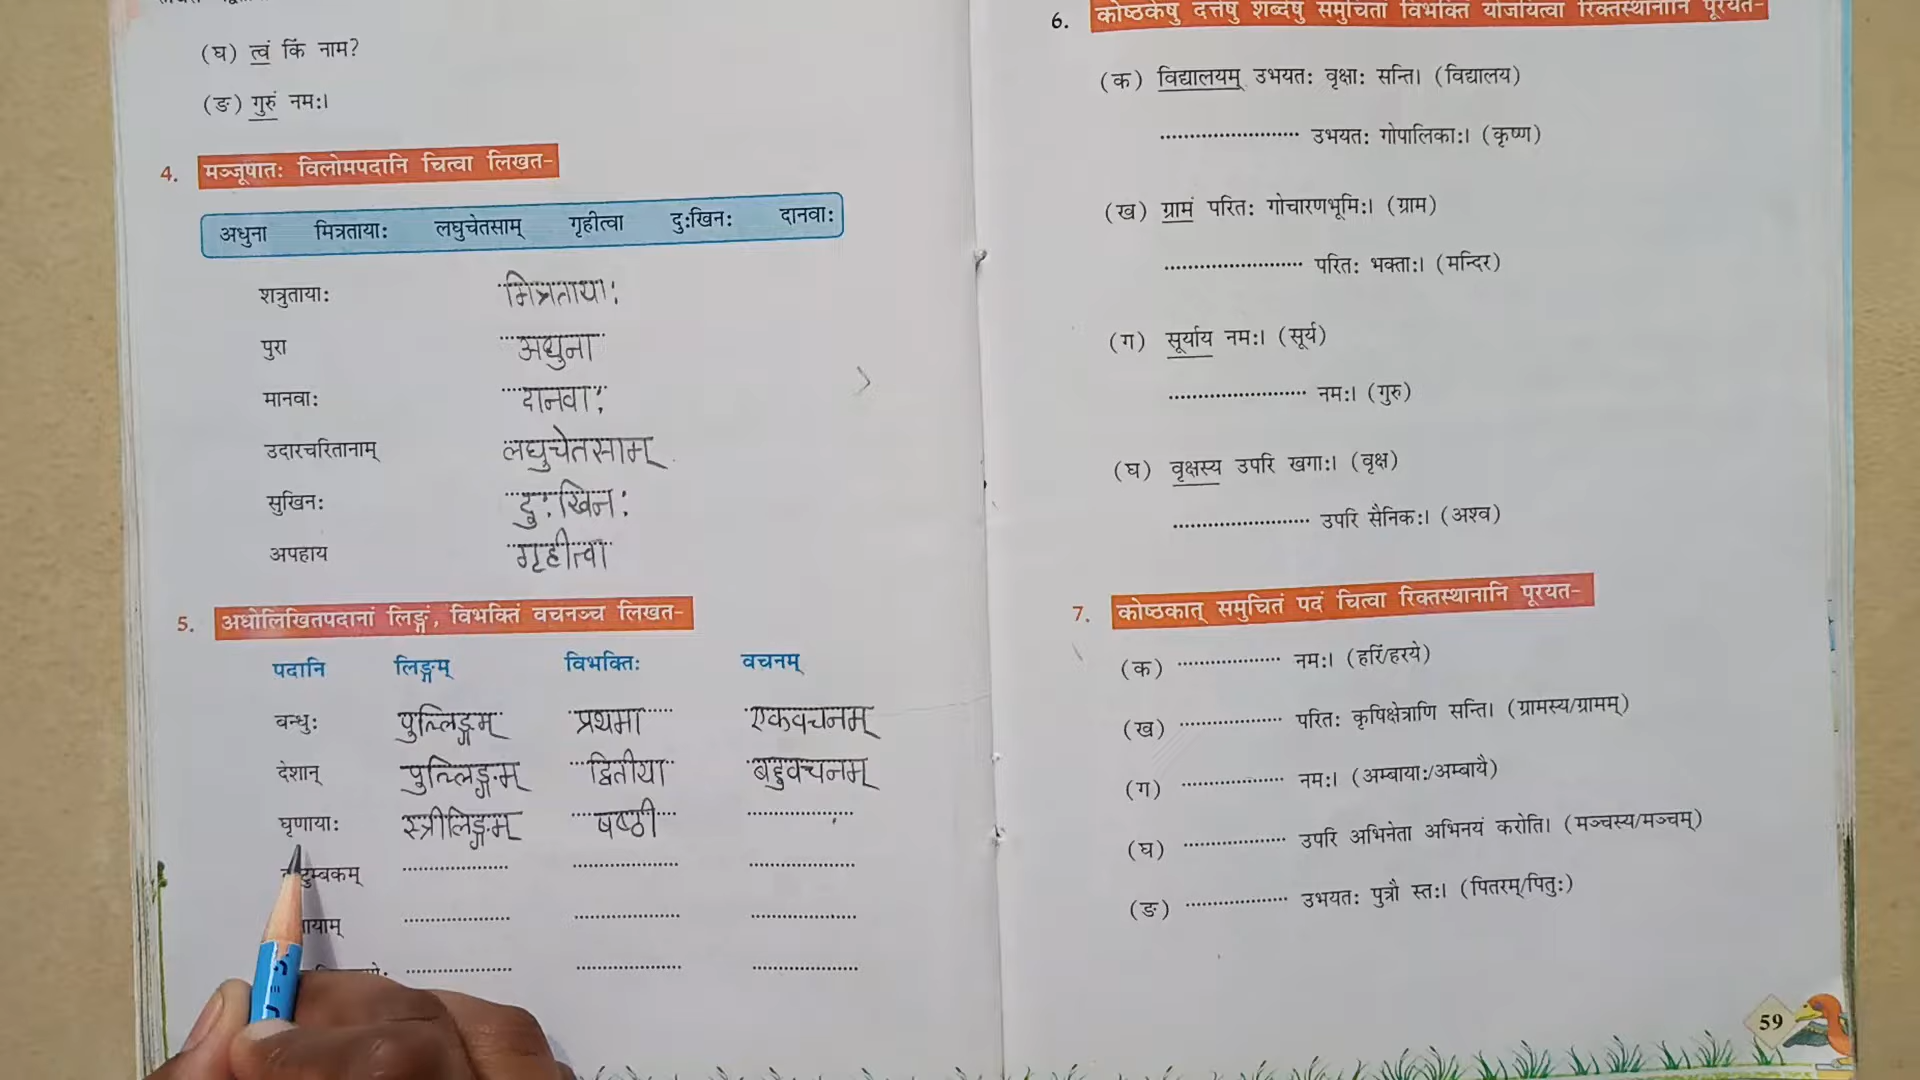 (घ) त्वं किं नाम?
(ङ) गुरुं नमः।
4. मञ्जूषातः विलोमपदानि चित्वा लिखत-
अधुना मित्रतायाः लघुचेतसाम् गृहीत्वा दुःखिनः दानवाः
शत्रुतायाः मित्रतायाः
पुरा अधुना
मानवाः दानवाः
उदारचरितानाम् लघुचेतसाम्
सुखिनः दुःखिनः
अपहाय गृहीत्वा
5. अधोलिखितपदानां लिङ्गं, विभक्तिं वचनञ्च लिखत-
पदानि लिङ्गम् विभक्तिः वचनम्
बन्धुः पुल्लिङ्गम् प्रथमा एकवचनम्
देशान् पुल्लिङ्गम् द्वितीया बहुवचनम्
घृणायाः स्त्रीलिङ्गम् षष्ठी
टुम्बकम्
ायाम्
6. कोष्ठकेषु दत्तेषु शब्देषु समुचितां विभक्तिं योजयित्वा रिक्तस्थानानि पूरयत-
(क) विद्यालयम् उभयतः वृक्षाः सन्ति। (विद्यालय)
........................ उभयतः गोपालिकाः। (कृष्ण)
(ख) ग्रामं परितः गोचारणभूमिः। (ग्राम)
........................ परितः भक्ताः। (मन्दिर)
(ग) सूर्याय नमः। (सूर्य)
........................ नमः। (गुरु)
(घ) वृक्षस्य उपरि खगाः। (वृक्ष)
........................ उपरि सैनिकः। (अश्व)
7. कोष्ठकात् समुचितं पदं चित्वा रिक्तस्थानानि पूरयत-
(क) .................. नमः। (हरिं/हरये)
(ख) .................. परितः कृषिक्षेत्राणि सन्ति। (ग्रामस्य/ग्रामम्)
(ग) .................. नमः। (अम्बायाः/अम्बायै)
(घ) .................. उपरि अभिनेता अभिनयं करोति। (मञ्चस्य/मञ्चम्)
(ङ) .................. उभयतः पुत्रौ स्तः। (पितरम्/पितुः)
59